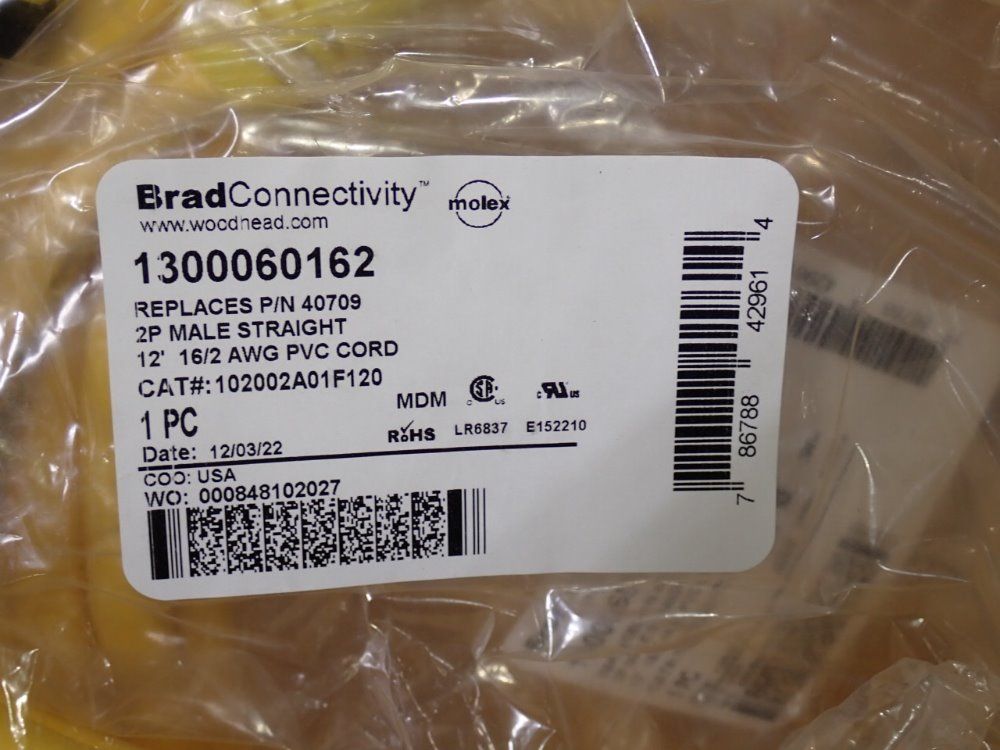 BradConnectivity™
molex
www.woodhead.com
1300060162
REPLACES P/N 40709
2P MALE STRAIGHT
12' 16/2 AWG PVC CORD
CAT#: 102002A01F120
MDM
1 PC
RoHS LR6837 E152210
Date: 12/03/22
COO: USA
WO: 000848102027
7 86788 42961 4